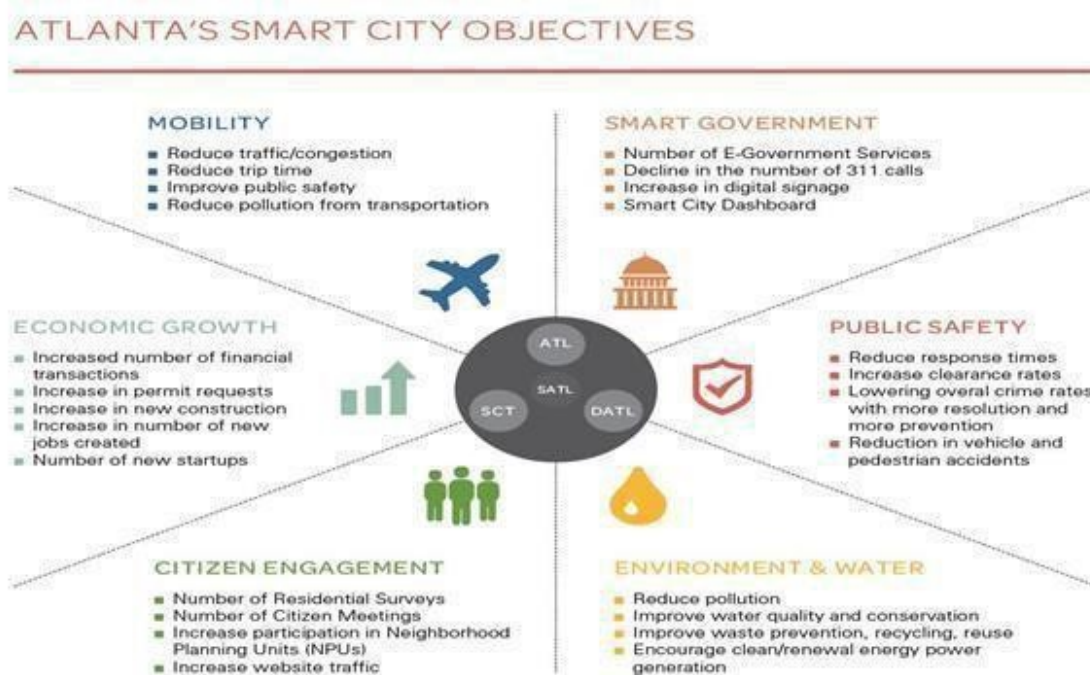 ATLANTA'S SMART CITY OBJECTIVES
MOBILITY
Reduce traffic/congestion
Reduce trip time
Improve public safety
Reduce pollution from transportation
SMART GOVERNMENT
Number of E-Government Services
Decline in the number of 311 calls
Increase in digital signage
Smart City Dashboard
ECONOMIC GROWTH
Increased number of financial
transactions
Increase in permit requests
Increase in new construction
Increase in number of new
jobs created
Number of new startups
ATL
SATL
SCT
DATL
PUBLIC SAFETY
Reduce response times
Increase clearance rates
Lowering overal crime rates
with more resolution and
more prevention
Reduction in vehicle and
pedestrian accidents
CITIZEN ENGAGEMENT
Number of Residential Surveys
Number of Citizen Meetings
Increase participation in Neighborhood
Planning Units (NPUs)
Increase website traffic
ENVIRONMENT & WATER
Reduce pollution
Improve water quality and conservation
Improve waste prevention, recycling, reuse
Encourage clean/renewal energy power
generation